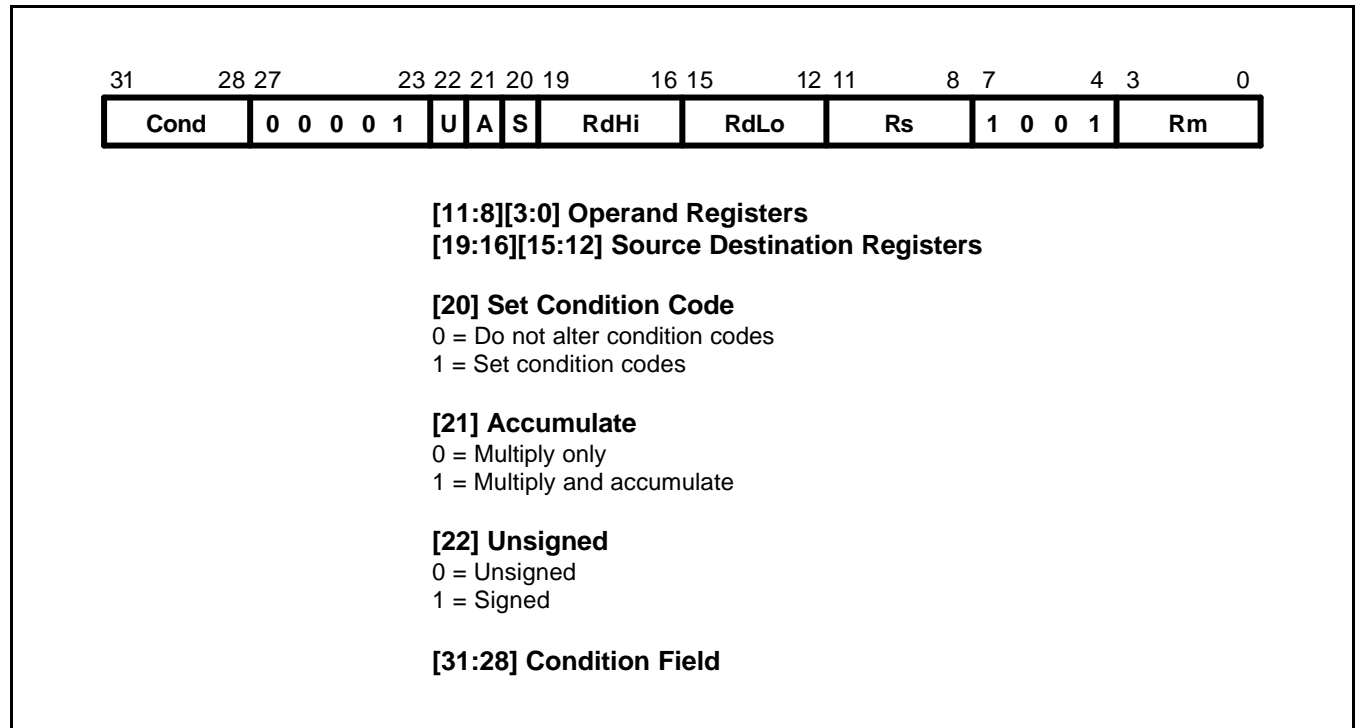 31 28 27 23 22 21 20 19 16 15 12 11 8 7 4 3 0
Cond 0 0 0 0 1 U A S RdHi RdLo Rs 1 0 0 1 Rm
[11:8][3:0] Operand Registers
[19:16][15:12] Source Destination Registers
[20] Set Condition Code
0 = Do not alter condition codes
1 = Set condition codes
[21] Accumulate
0 = Multiply only
1 = Multiply and accumulate
[22] Unsigned
0 = Unsigned
1 = Signed
[31:28] Condition Field